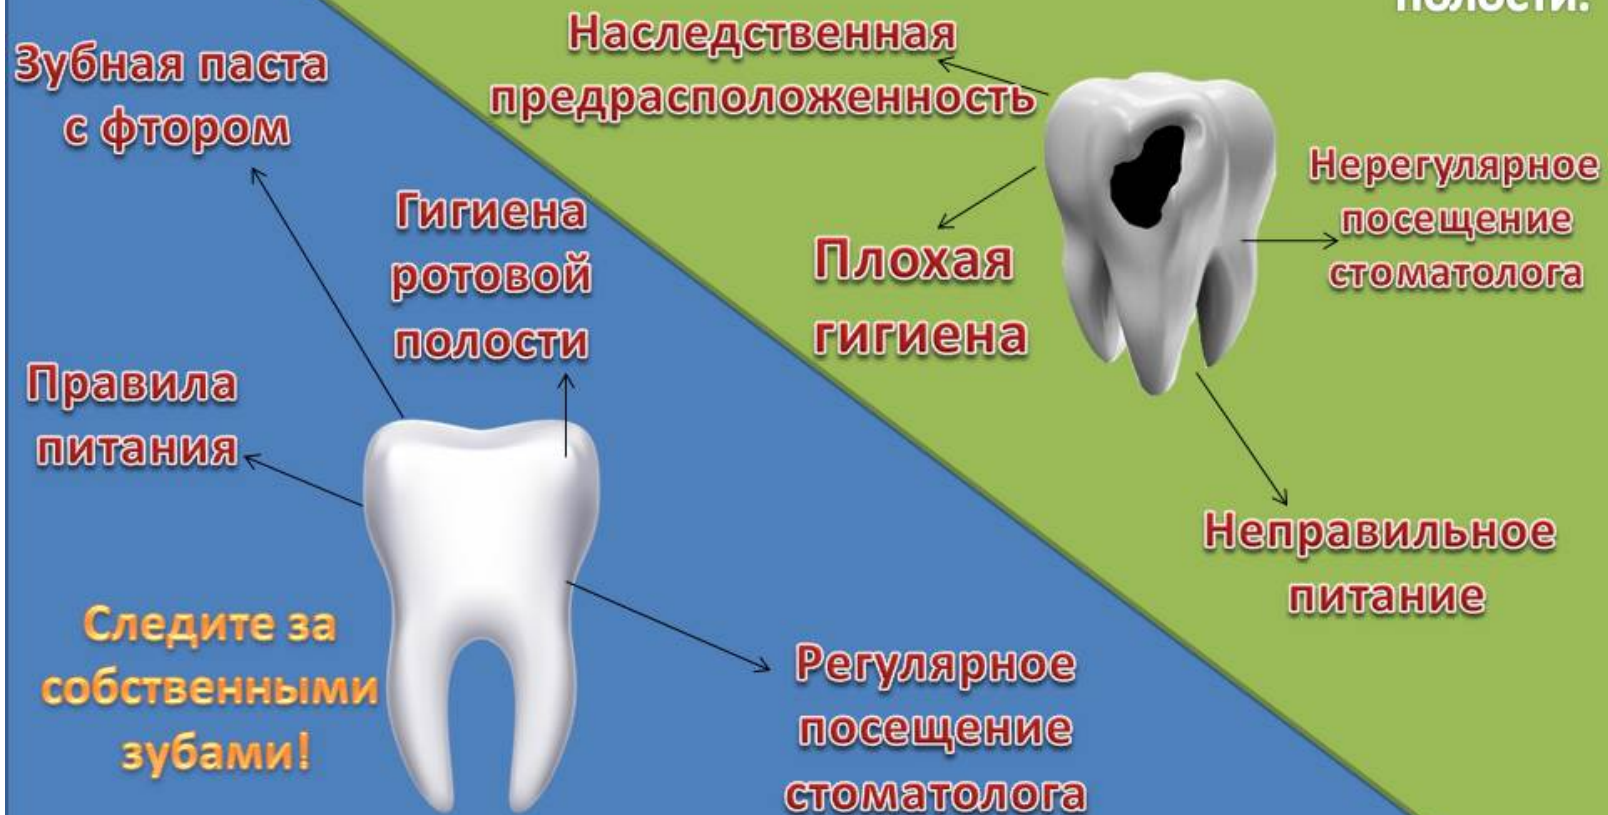 полости.
Наследственная
предрасположенность
Зубная паста
с фтором
Нерегулярное
посещение
стоматолога
Гигиена
ротовой
полости
Плохая
гигиена
Правила
питания
Неправильное
питание
Следите за
собственными
зубами!
Регулярное
посещение
стоматолога